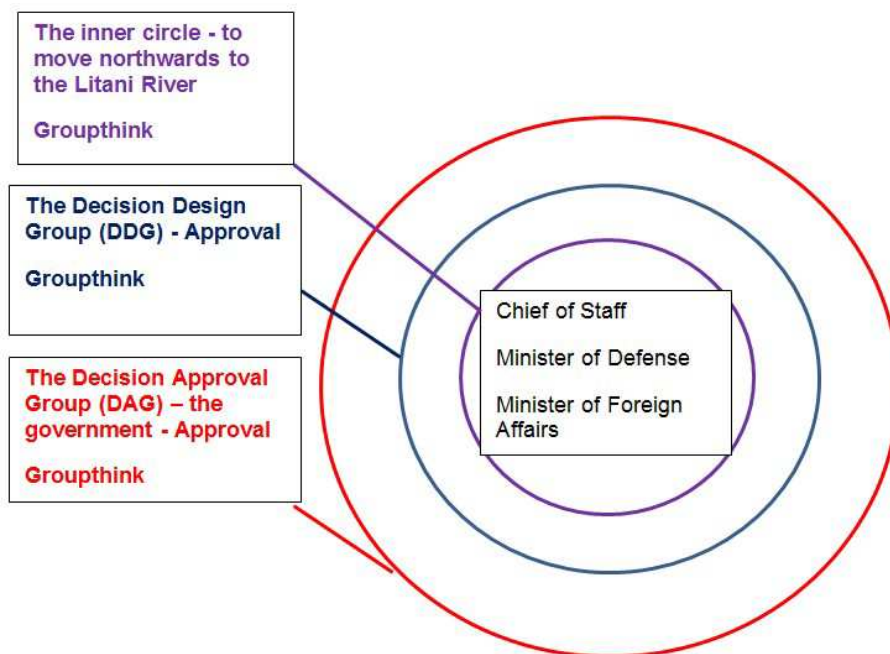 The inner circle - to
move northwards to
the Litani River
Groupthink
The Decision Design
Group (DDG) - Approval
Groupthink
The Decision Approval
Group (DAG) – the
government - Approval
Groupthink
Chief of Staff
Minister of Defense
Minister of Foreign
Affairs